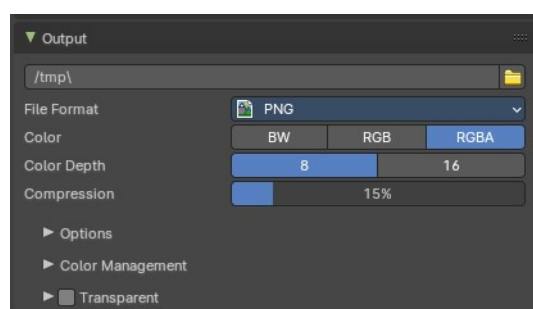 Output
/tmp\
File Format PNG
Color BW RGB RGBA
Color Depth 8 16
Compression 15%
Options
Color Management
Transparent